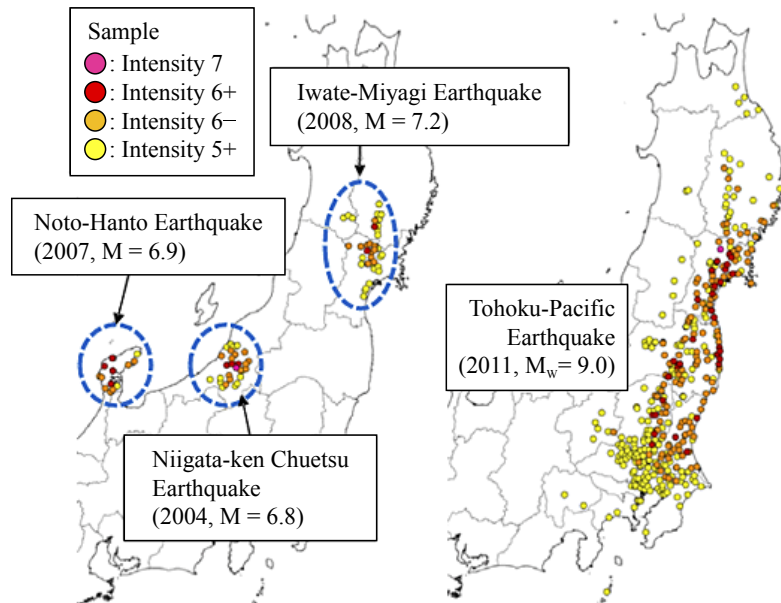 Sample
: Intensity 7
: Intensity 6+
: Intensity 6−
: Intensity 5+
Iwate-Miyagi Earthquake
(2008, M = 7.2)
Noto-Hanto Earthquake
(2007, M = 6.9)
Tohoku-Pacific
Earthquake
(2011, Mw= 9.0)
Niigata-ken Chuetsu
Earthquake
(2004, M = 6.8)